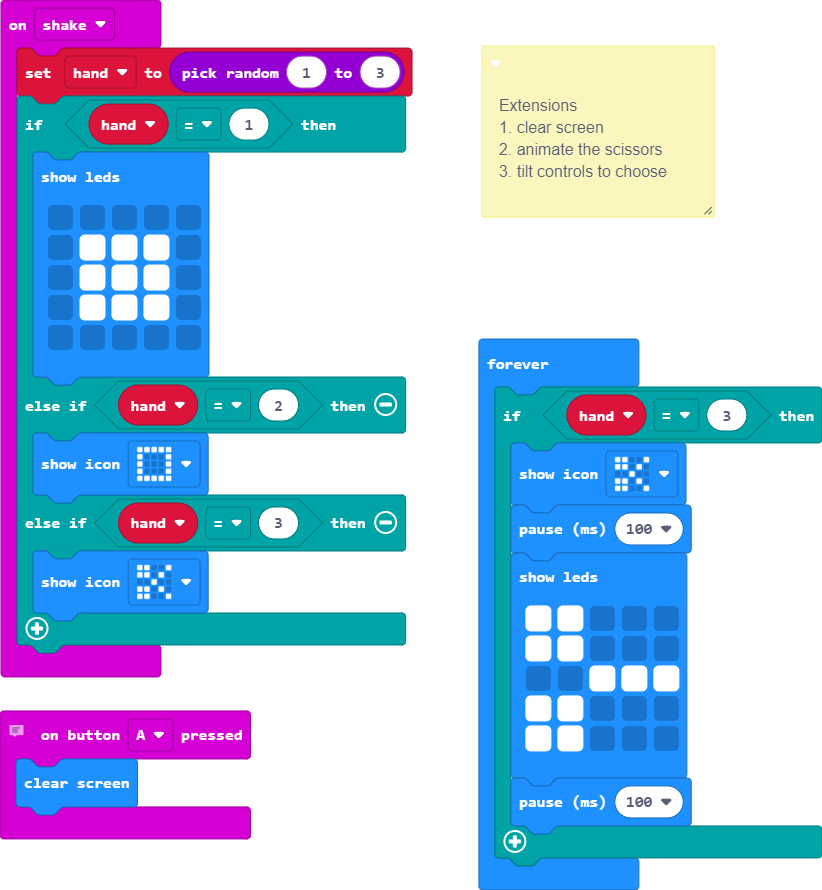 on shake
set hand to pick random 1 to 3
if hand = 1 then
show leds
else if hand = 2 then
show icon
else if hand = 3 then
show icon
on button A pressed
clear screen
Extensions
1. clear screen
2. animate the scissors
3. tilt controls to choose
forever
if hand = 3 then
show icon
pause (ms) 100
show leds
pause (ms) 100